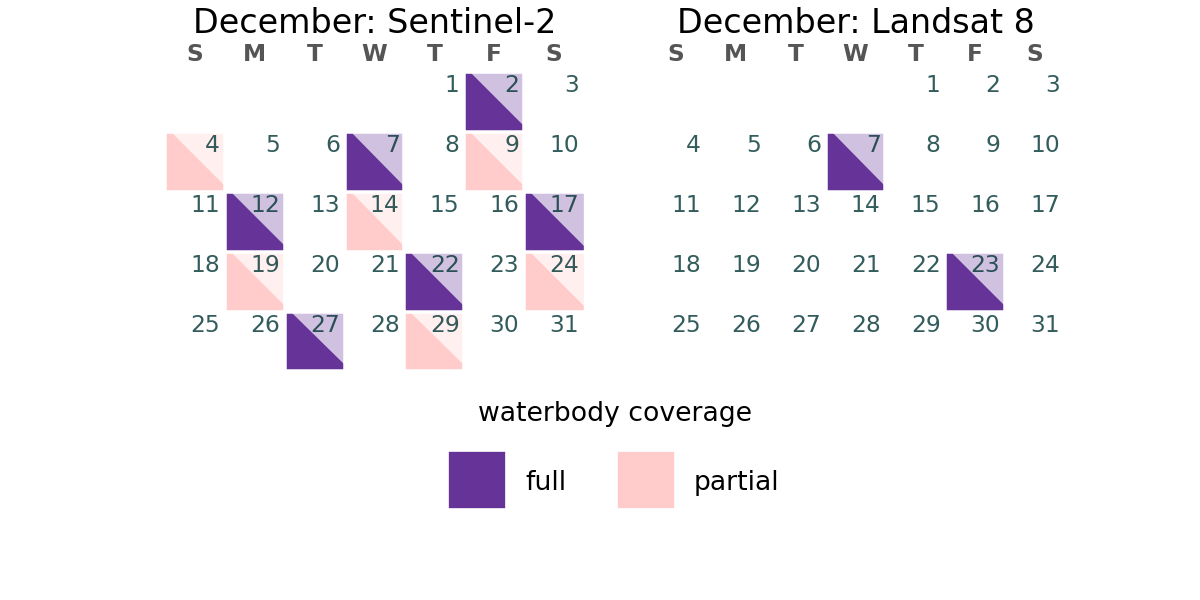 December: Sentinel-2
S M T W T F S
1 2 3
4 5 6 7 8 9 10
11 12 13 14 15 16 17
18 19 20 21 22 23 24
25 26 27 28 29 30 31
December: Landsat 8
S M T W T F S
1 2 3
4 5 6 7 8 9 10
11 12 13 14 15 16 17
18 19 20 21 22 23 24
25 26 27 28 29 30 31
waterbody coverage
full partial